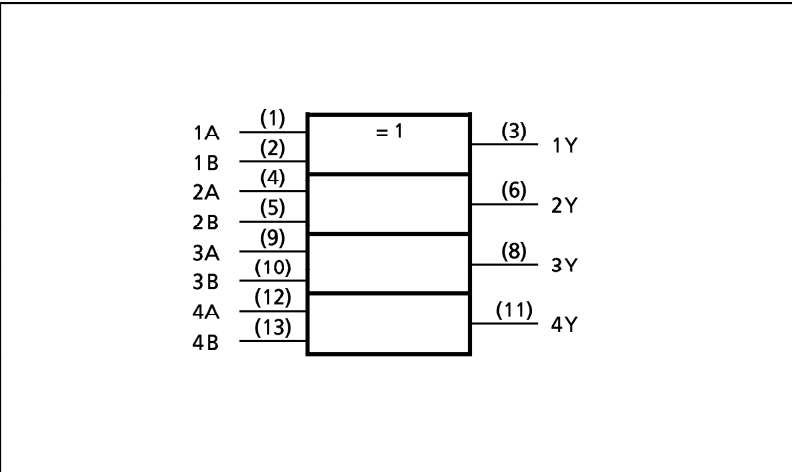 (1)
1A
= 1
(3)
1Y
(2)
1B
(4)
2A
(6)
2Y
(5)
2B
(9)
3A
(8)
3Y
(10)
3B
(12)
4A
(11)
4Y
(13)
4B